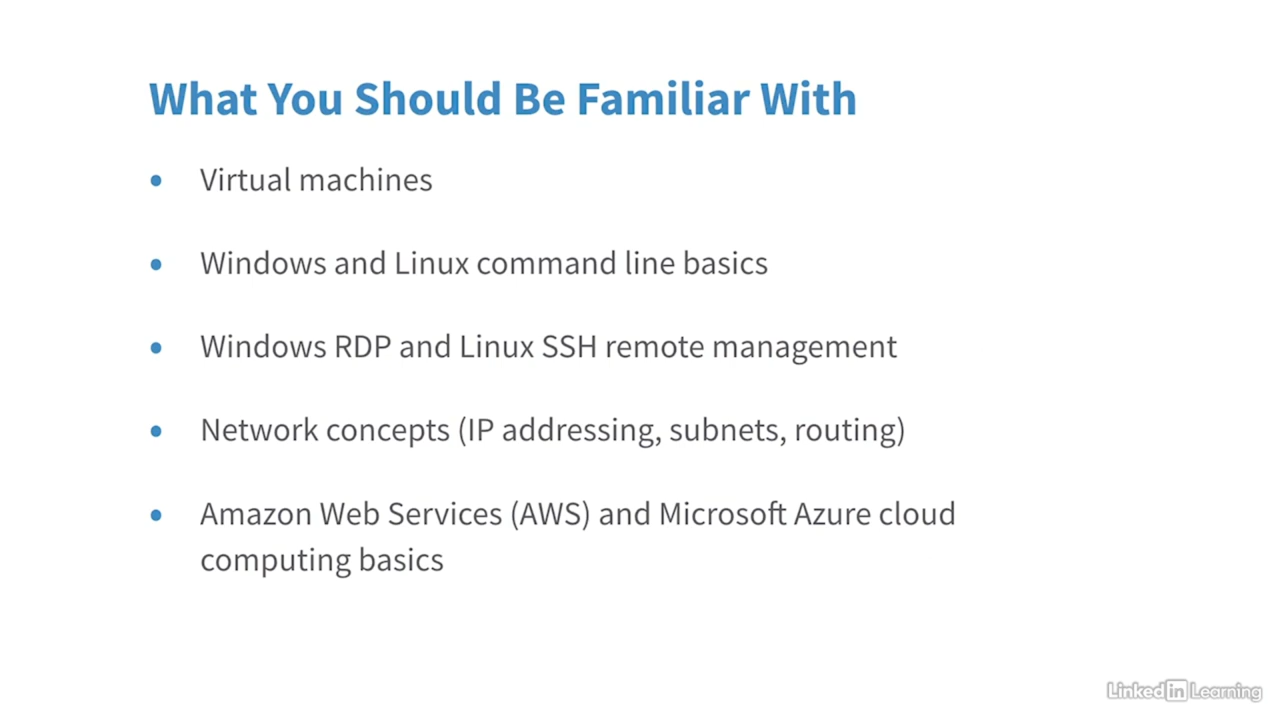 What You Should Be Familiar With
• Virtual machines
• Windows and Linux command line basics
• Windows RDP and Linux SSH remote management
• Network concepts (IP addressing, subnets, routing)
• Amazon Web Services (AWS) and Microsoft Azure cloud
computing basics
Linked in Learning